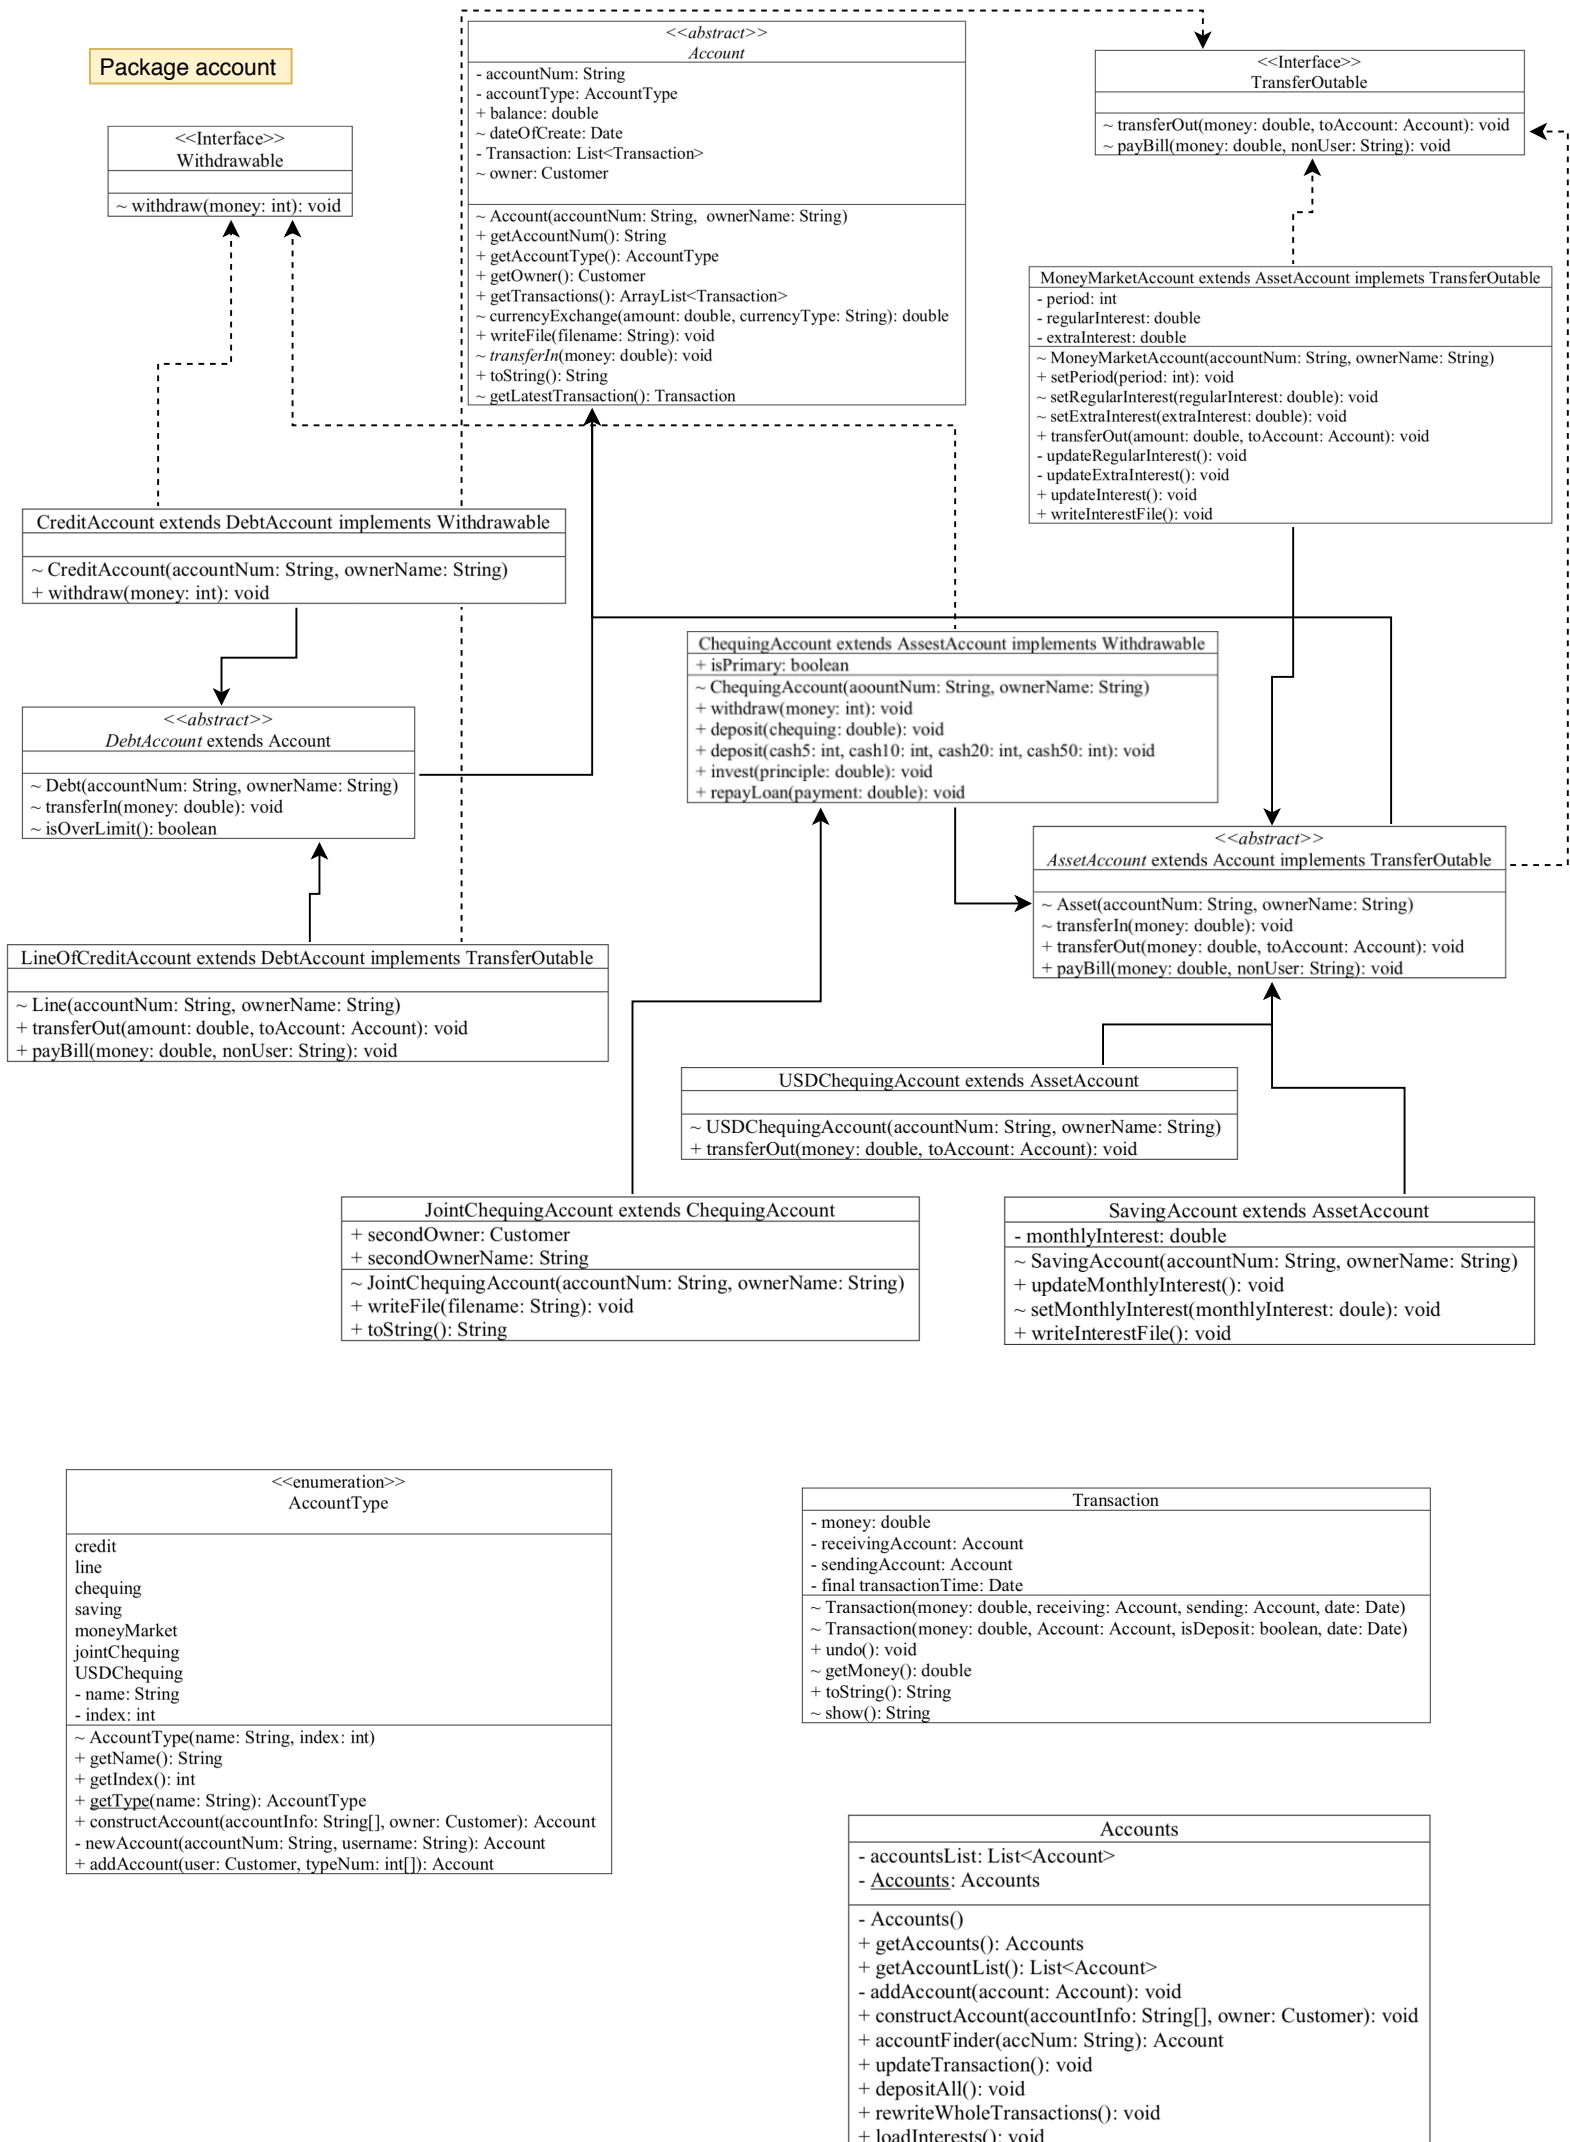 Package account
<<abstract>>
Account
- accountNum: String
- accountType: AccountType
+ balance: double
~ dateOfCreate: Date
- Transaction: List<Transaction>
~ owner: Customer
~ Account(accountNum: String, ownerName: String)
+ getAccountNum(): String
+ getAccountType(): AccountType
+ getOwner(): Customer
+ getTransactions(): ArrayList<Transaction>
~ currencyExchange(amount: double, currencyType: String): double
+ writeFile(filename: String): void
~ transferIn(money: double): void
+ toString(): String
~ getLatestTransaction(): Transaction
<<Interface>>
TransferOutable
~ transferOut(money: double, toAccount: Account): void
~ payBill(money: double, nonUser: String): void
<<Interface>>
Withdrawable
~ withdraw(money: int): void
MoneyMarketAccount extends AssetAccount implemets TransferOutable
- period: int
- regularInterest: double
- extraInterest: double
~ MoneyMarketAccount(accountNum: String, ownerName: String)
+ setPeriod(period: int): void
~ setRegularInterest(regularInterest: double): void
~ setExtraInterest(extraInterest: double): void
+ transferOut(amount: double, toAccount: Account): void
- updateRegularInterest(): void
- updateExtraInterest(): void
+ updateInterest(): void
+ writeInterestFile(): void
CreditAccount extends DebtAccount implements Withdrawable
~ CreditAccount(accountNum: String, ownerName: String)
+ withdraw(money: int): void
ChequingAccount extends AssestAccount implements Withdrawable
+ isPrimary: boolean
~ ChequingAccount(aoountNum: String, ownerName: String)
+ withdraw(money: int): void
+ deposit(chequing: double): void
+ deposit(cash5: int, cash10: int, cash20: int, cash50: int): void
+ invest(principle: double): void
+ repayLoan(payment: double): void
<<abstract>>
DebtAccount extends Account
~ Debt(accountNum: String, ownerName: String)
~ transferIn(money: double): void
~ isOverLimit(): boolean
<<abstract>>
AssetAccount extends Account implements TransferOutable
~ Asset(accountNum: String, ownerName: String)
~ transferIn(money: double): void
+ transferOut(money: double, toAccount: Account): void
+ payBill(money: double, nonUser: String): void
LineOfCreditAccount extends DebtAccount implements TransferOutable
~ Line(accountNum: String, ownerName: String)
+ transferOut(amount: double, toAccount: Account): void
+ payBill(money: double, nonUser: String): void
USDChequingAccount extends AssetAccount
~ USDChequingAccount(accountNum: String, ownerName: String)
+ transferOut(money: double, toAccount: Account): void
JointChequingAccount extends ChequingAccount
+ secondOwner: Customer
+ secondOwnerName: String
~ JointChequingAccount(accountNum: String, ownerName: String)
+ writeFile(filename: String): void
+ toString(): String
SavingAccount extends AssetAccount
- monthlyInterest: double
~ SavingAccount(accountNum: String, ownerName: String)
+ updateMonthlyInterest(): void
~ setMonthlyInterest(monthlyInterest: doule): void
+ writeInterestFile(): void
<<enumeration>>
AccountType
credit
line
chequing
saving
moneyMarket
jointChequing
USDChequing
- name: String
- index: int
~ AccountType(name: String, index: int)
+ getName(): String
+ getIndex(): int
+ getType(name: String): AccountType
+ constructAccount(accountInfo: String[], owner: Customer): Account
- newAccount(accountNum: String, username: String): Account
+ addAccount(user: Customer, typeNum: int[]): Account
Transaction
- money: double
- receivingAccount: Account
- sendingAccount: Account
- final transactionTime: Date
~ Transaction(money: double, receiving: Account, sending: Account, date: Date)
~ Transaction(money: double, Account: Account, isDeposit: boolean, date: Date)
+ undo(): void
~ getMoney(): double
+ toString(): String
~ show(): String
Accounts
- accountsList: List<Account>
- Accounts: Accounts
- Accounts()
+ getAccounts(): Accounts
+ getAccountList(): List<Account>
- addAccount(account: Account): void
+ constructAccount(accountInfo: String[], owner: Customer): void
+ accountFinder(accNum: String): Account
+ updateTransaction(): void
+ depositAll(): void
+ rewriteWholeTransactions(): void
+ loadInterests(): void